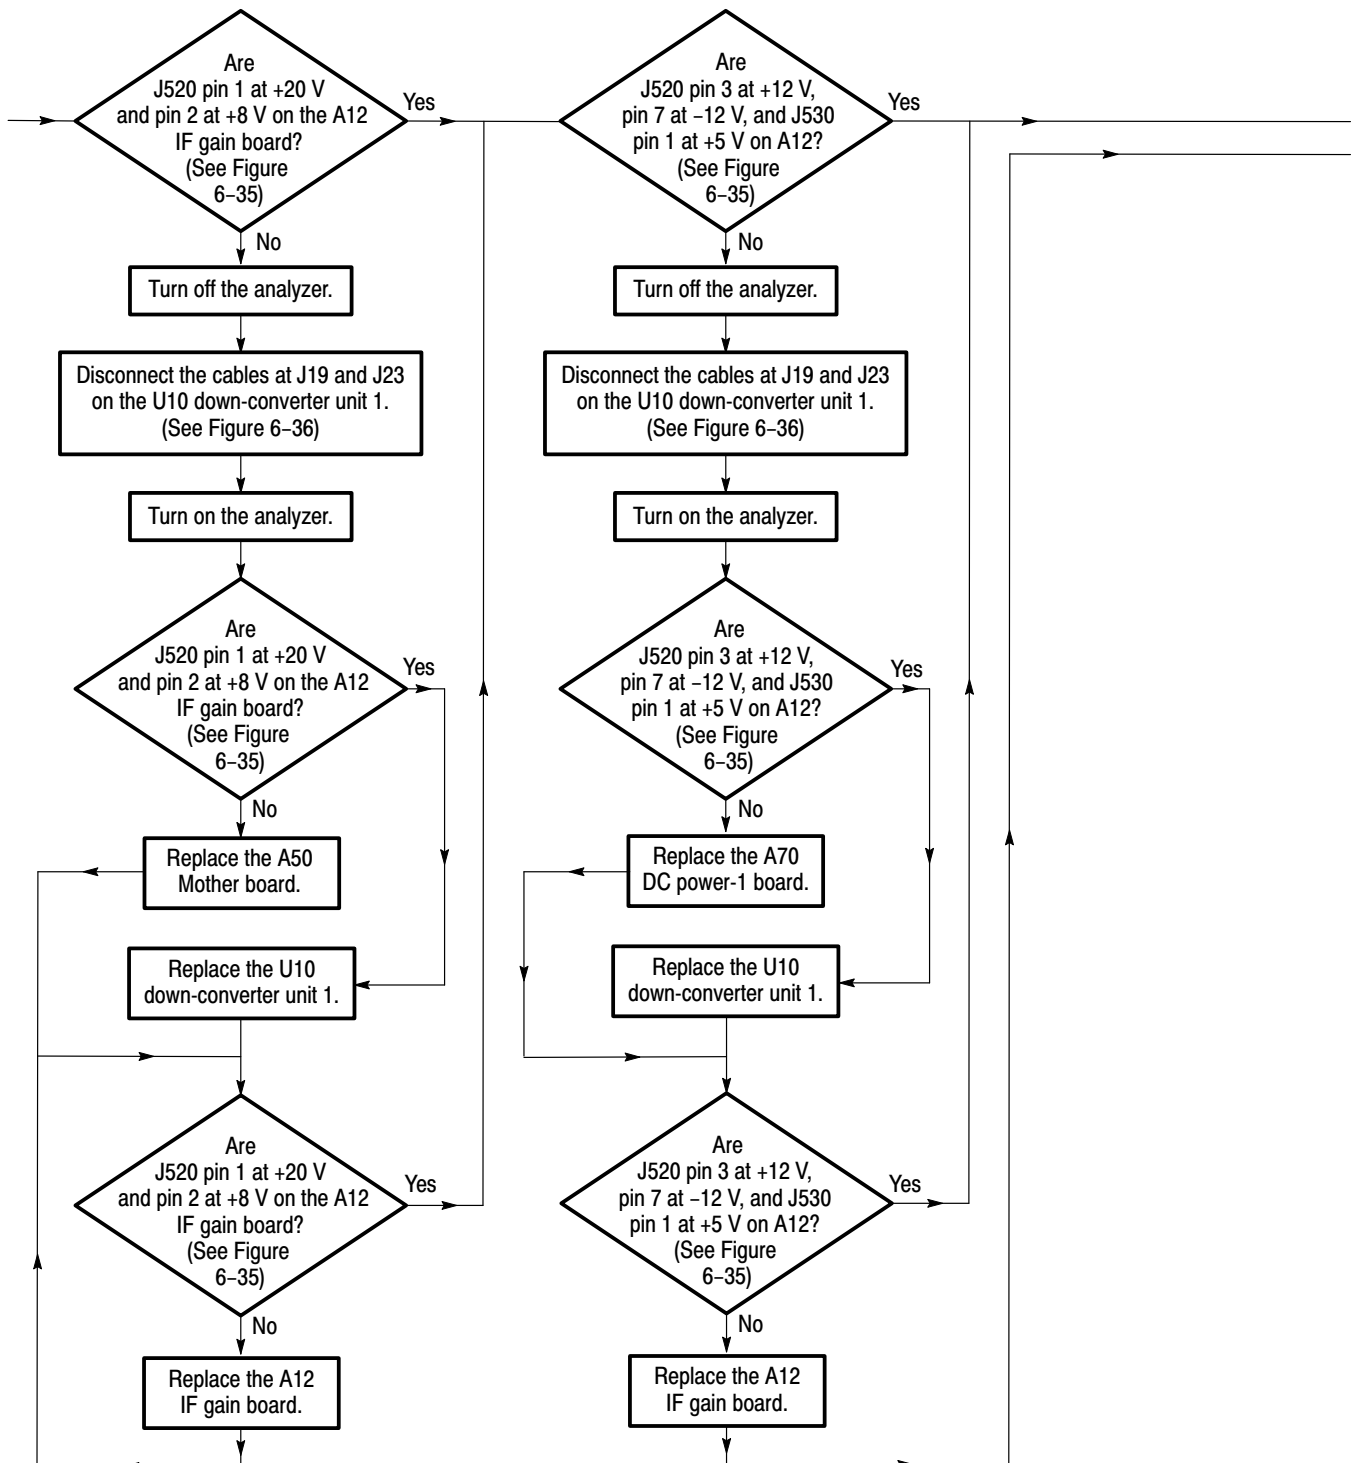 Are
J520 pin 1 at +20 V
and pin 2 at +8 V on the A12
IF gain board?
(See Figure
6–35)
Yes
No
Turn off the analyzer.
Disconnect the cables at J19 and J23
on the U10 down-converter unit 1.
(See Figure 6–36)
Turn on the analyzer.
Are
J520 pin 1 at +20 V
and pin 2 at +8 V on the A12
IF gain board?
(See Figure
6–35)
Yes
No
Replace the A50
Mother board.
Replace the U10
down-converter unit 1.
Are
J520 pin 1 at +20 V
and pin 2 at +8 V on the A12
IF gain board?
(See Figure
6–35)
Yes
No
Replace the A12
IF gain board.
Are
J520 pin 3 at +12 V,
pin 7 at –12 V, and J530
pin 1 at +5 V on A12?
(See Figure
6–35)
Yes
No
Turn off the analyzer.
Disconnect the cables at J19 and J23
on the U10 down-converter unit 1.
(See Figure 6–36)
Turn on the analyzer.
Are
J520 pin 3 at +12 V,
pin 7 at –12 V, and J530
pin 1 at +5 V on A12?
(See Figure
6–35)
Yes
No
Replace the A70
DC power-1 board.
Replace the U10
down-converter unit 1.
Are
J520 pin 3 at +12 V,
pin 7 at –12 V, and J530
pin 1 at +5 V on A12?
(See Figure
6–35)
Yes
No
Replace the A12
IF gain board.